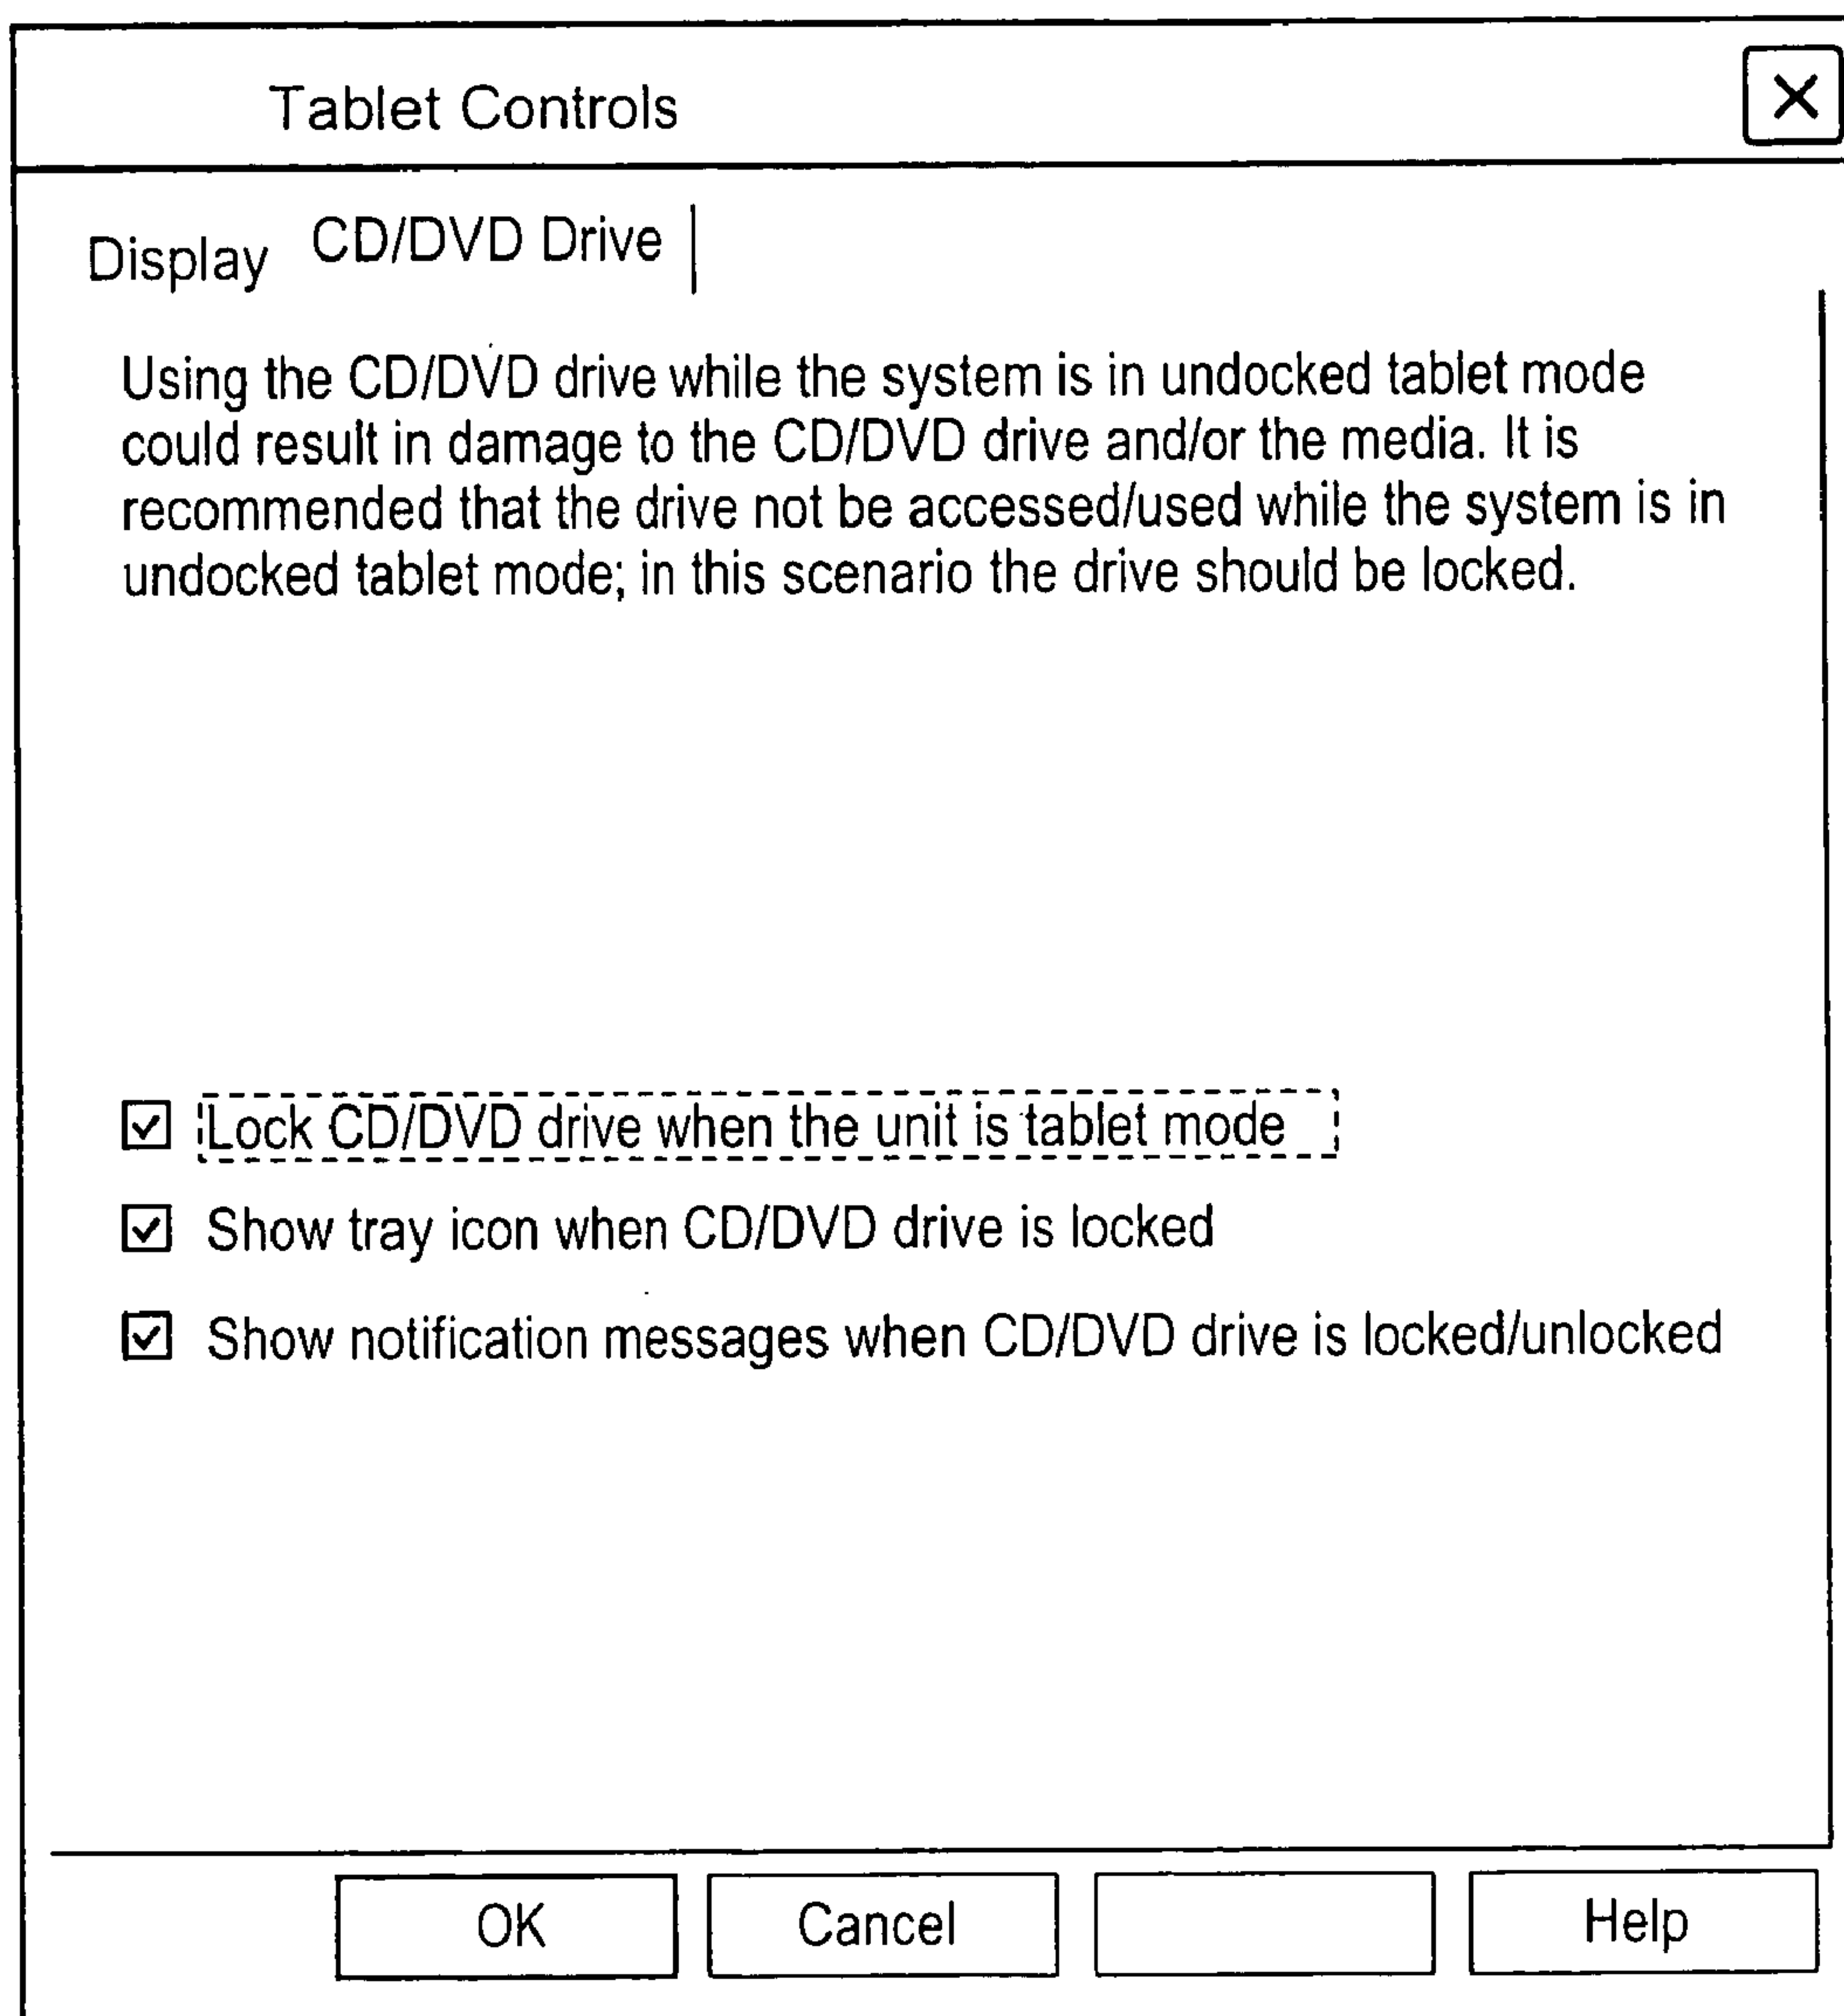 Tablet Controls
Display CD/DVD Drive
Using the CD/DVD drive while the system is in undocked tablet mode
could result in damage to the CD/DVD drive and/or the media. It is
recommended that the drive not be accessed/used while the system is in
undocked tablet mode; in this scenario the drive should be locked.
Lock CD/DVD drive when the unit is tablet mode
Show tray icon when CD/DVD drive is locked
Show notification messages when CD/DVD drive is locked/unlocked
OK Cancel Help